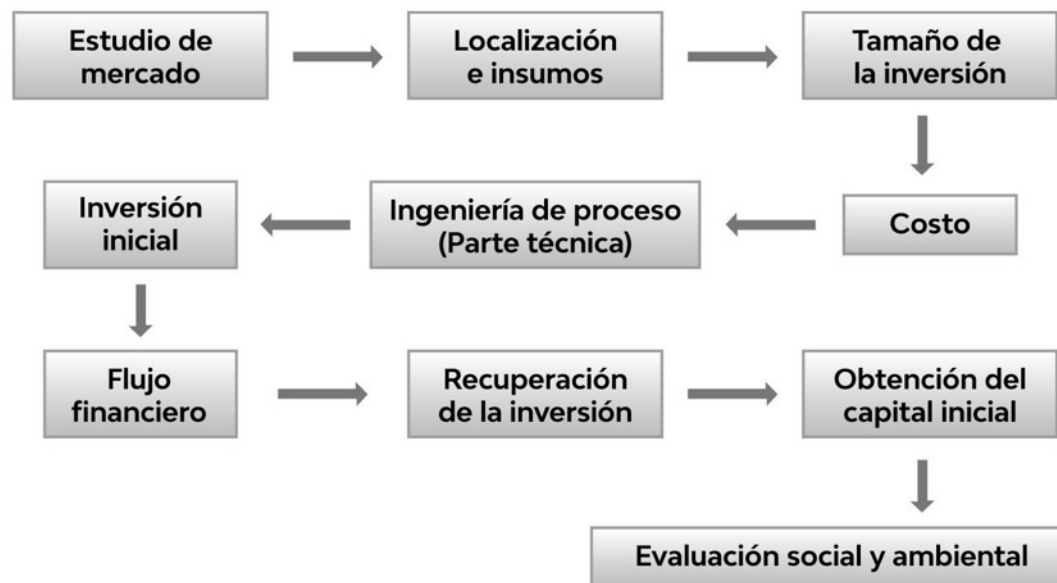 Estudio de
mercado
Localización
e insumos
Tamaño de
la inversión
Costo
Ingeniería de proceso
(Parte técnica)
Inversión
inicial
Flujo
financiero
Recuperación
de la inversión
Obtención del
capital inicial
Evaluación social y ambiental